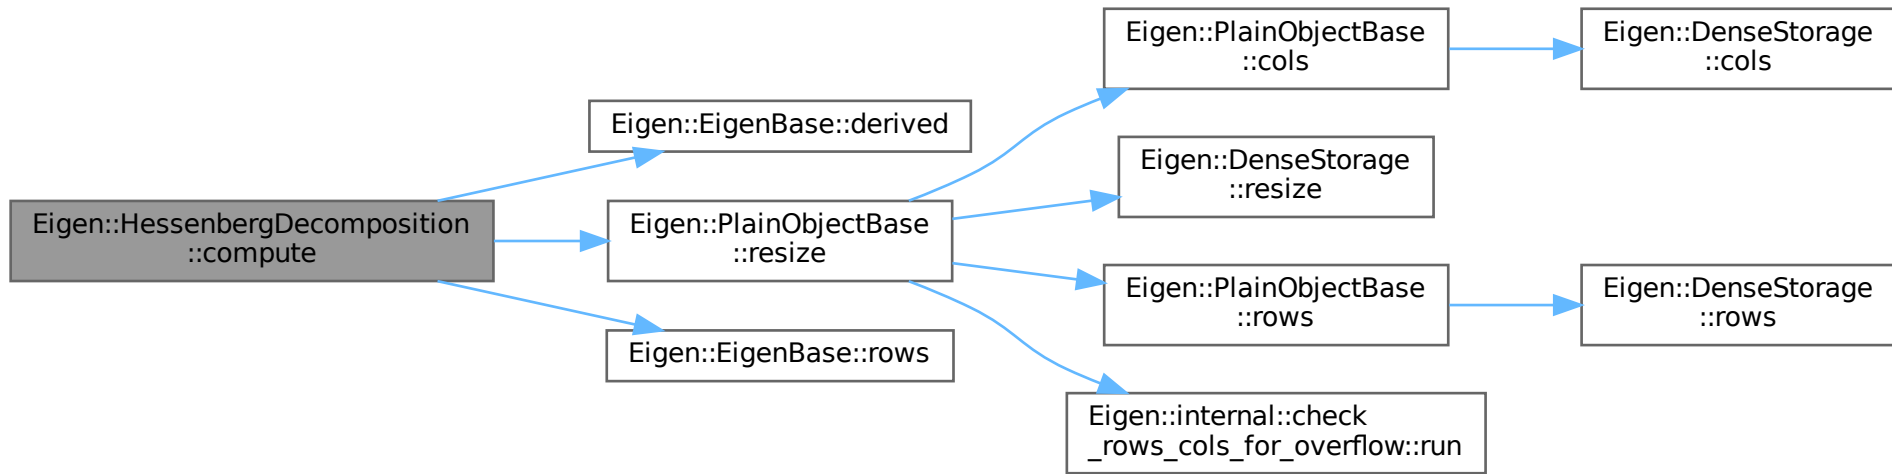 Eigen::HessenbergDecomposition
::compute
Eigen::EigenBase::derived
Eigen::PlainObjectBase
::resize
Eigen::EigenBase::rows
Eigen::PlainObjectBase
::cols
Eigen::DenseStorage
::resize
Eigen::PlainObjectBase
::rows
Eigen::internal::check
_rows_cols_for_overflow::run
Eigen::DenseStorage
::cols
Eigen::DenseStorage
::rows